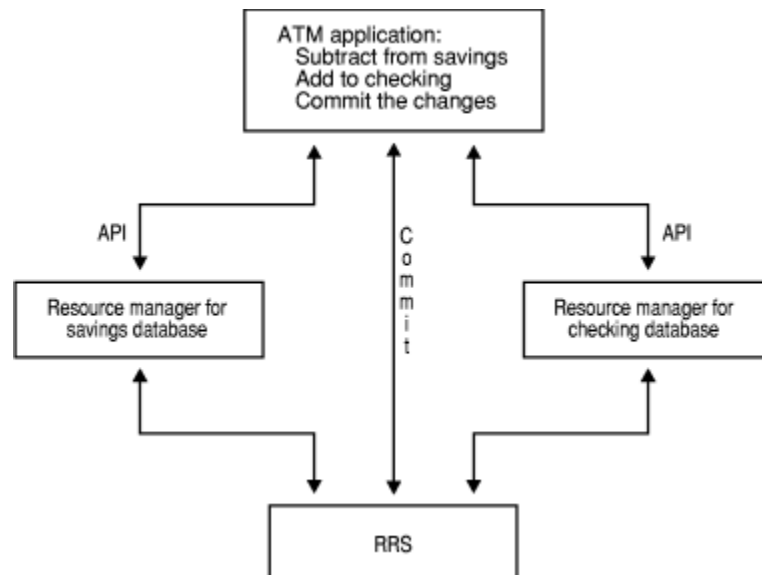 ATM application:
Subtract from savings
Add to checking
Commit the changes
API
Commit
API
Resource manager for
savings database
Resource manager for
checking database
RRS